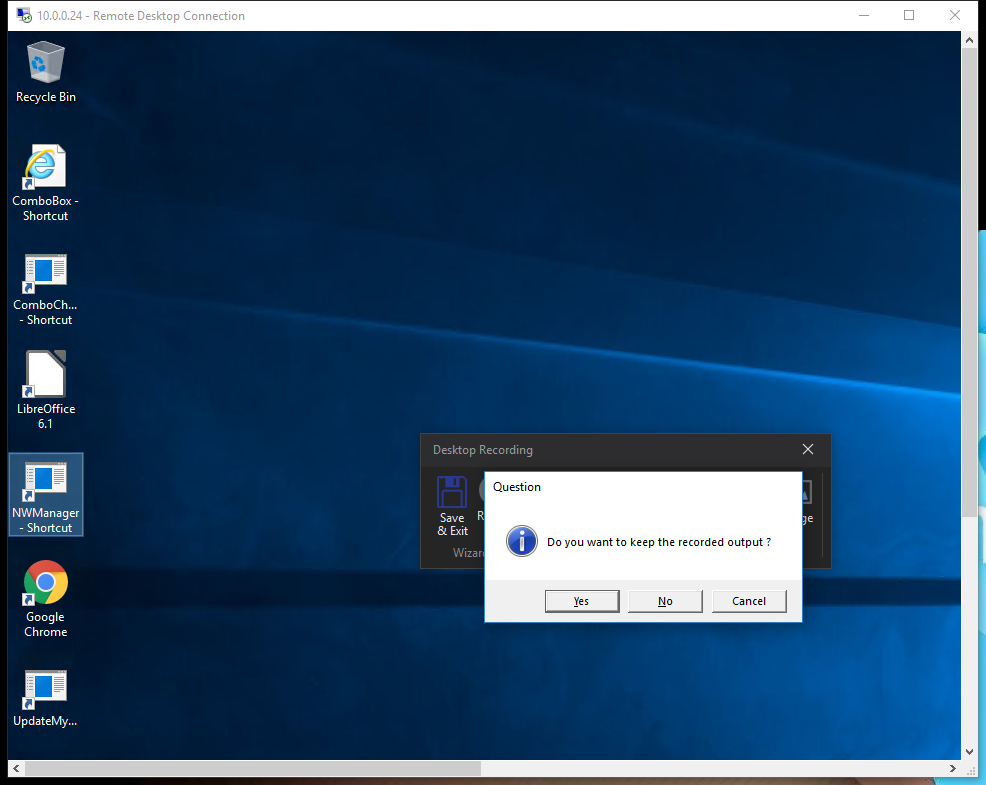 10.0.0.24 - Remote Desktop Connection
Recycle Bin
ComboBox -
Shortcut
ComboCh...
- Shortcut
LibreOffice
6.1
NWManager
- Shortcut
Google
Chrome
UpdateMy...
Desktop Recording
Save
& Exit
R
ge
Wizar
Question
Do you want to keep the recorded output ?
Yes
No
Cancel